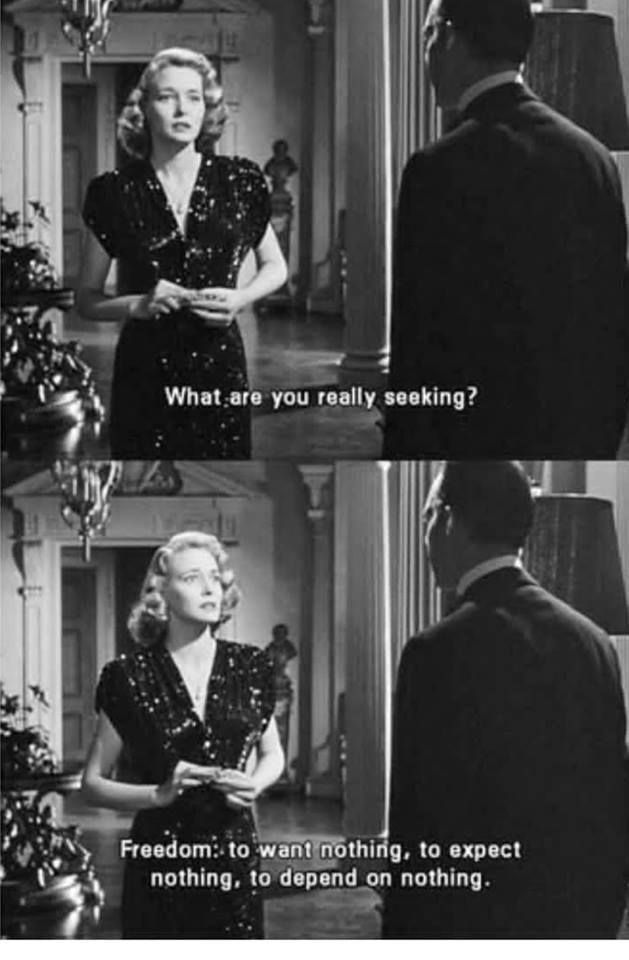 What are you really seeking?
Freedom: to want nothing, to expect
nothing, to depend on nothing.